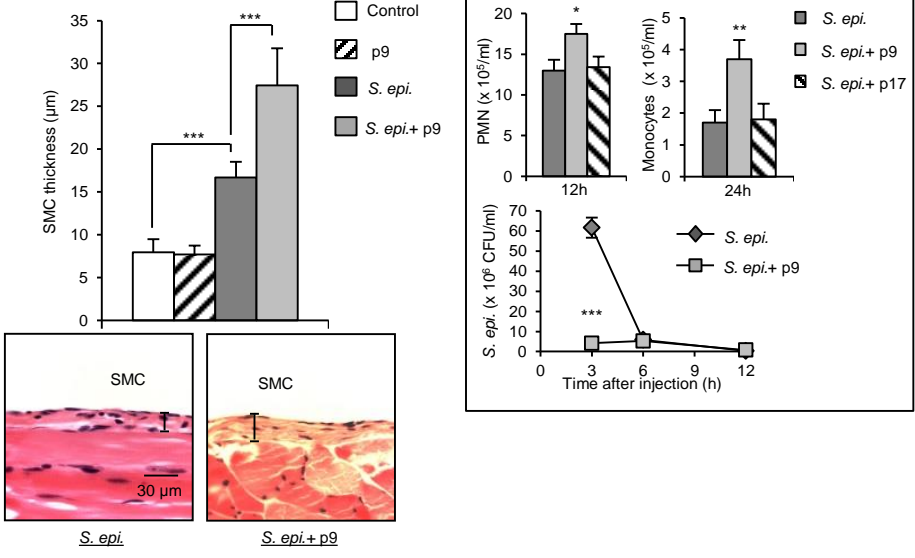 SMC thickness (µm)
35
30
25
20
15
10
5
0
***
***
Control
p9
S. epi.
S. epi.+ p9
SMC
30 µm
S. epi.
SMC
S. epi.+ p9
PMN (x 10⁵/ml)
20
15
10
5
0
*
12h
Monocytes (x 10⁵/ml)
5
4
3
2
1
0
**
24h
S. epi.
S. epi.+ p9
S. epi.+ p17
S. epi. (x 10⁶ CFU/ml)
70
60
50
40
30
20
10
0
***
S. epi.
S. epi.+ p9
0 3 6 9 12
Time after injection (h)